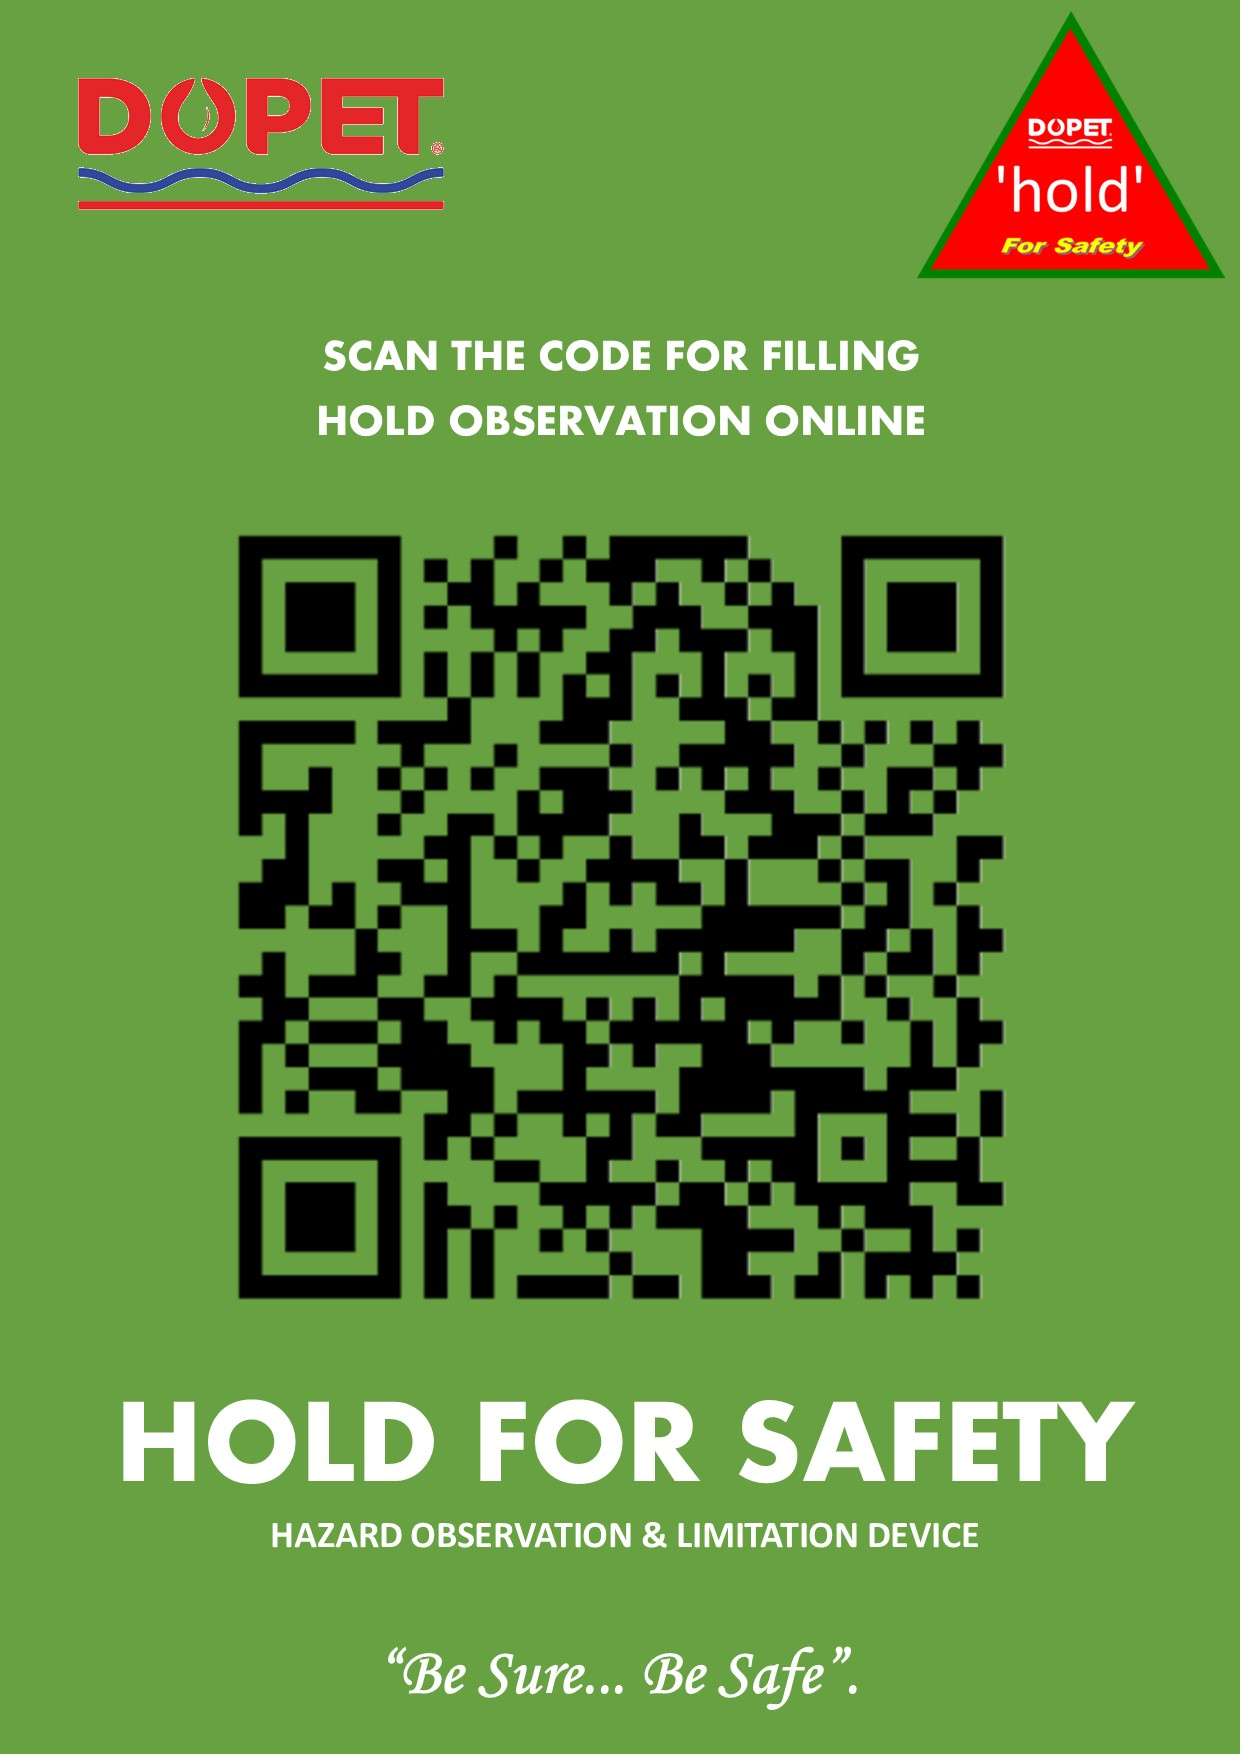 DOPET®
DOPET
'hold'
For Safety
SCAN THE CODE FOR FILLING
HOLD OBSERVATION ONLINE
HOLD FOR SAFETY
HAZARD OBSERVATION & LIMITATION DEVICE
“Be Sure... Be Safe”.